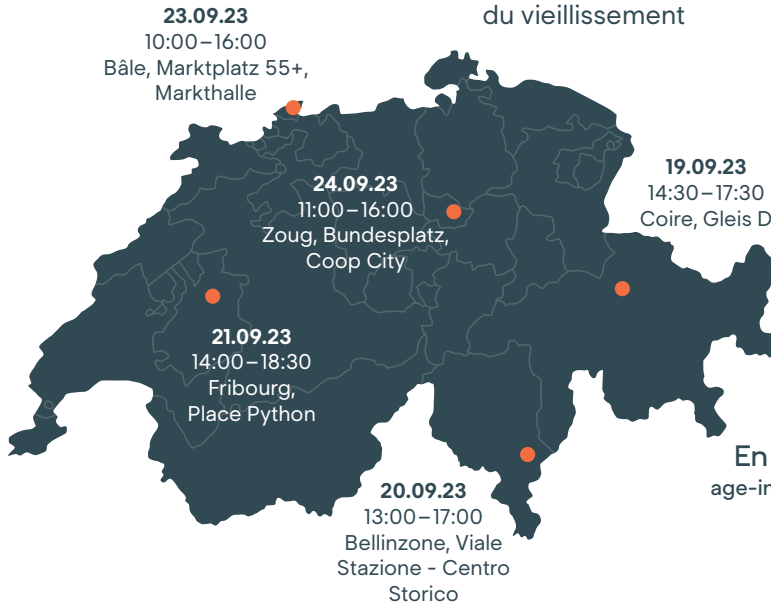 du vieillissement
23.09.23
10:00–16:00
Bâle, Marktplatz 55+,
Markthalle
24.09.23
11:00–16:00
Zoug, Bundesplatz,
Coop City
19.09.23
14:30–17:30
Coire, Gleis D
21.09.23
14:00–18:30
Fribourg,
Place Python
20.09.23
13:00–17:00
Bellinzone, Viale
Stazione - Centro
Storico
En
age-in